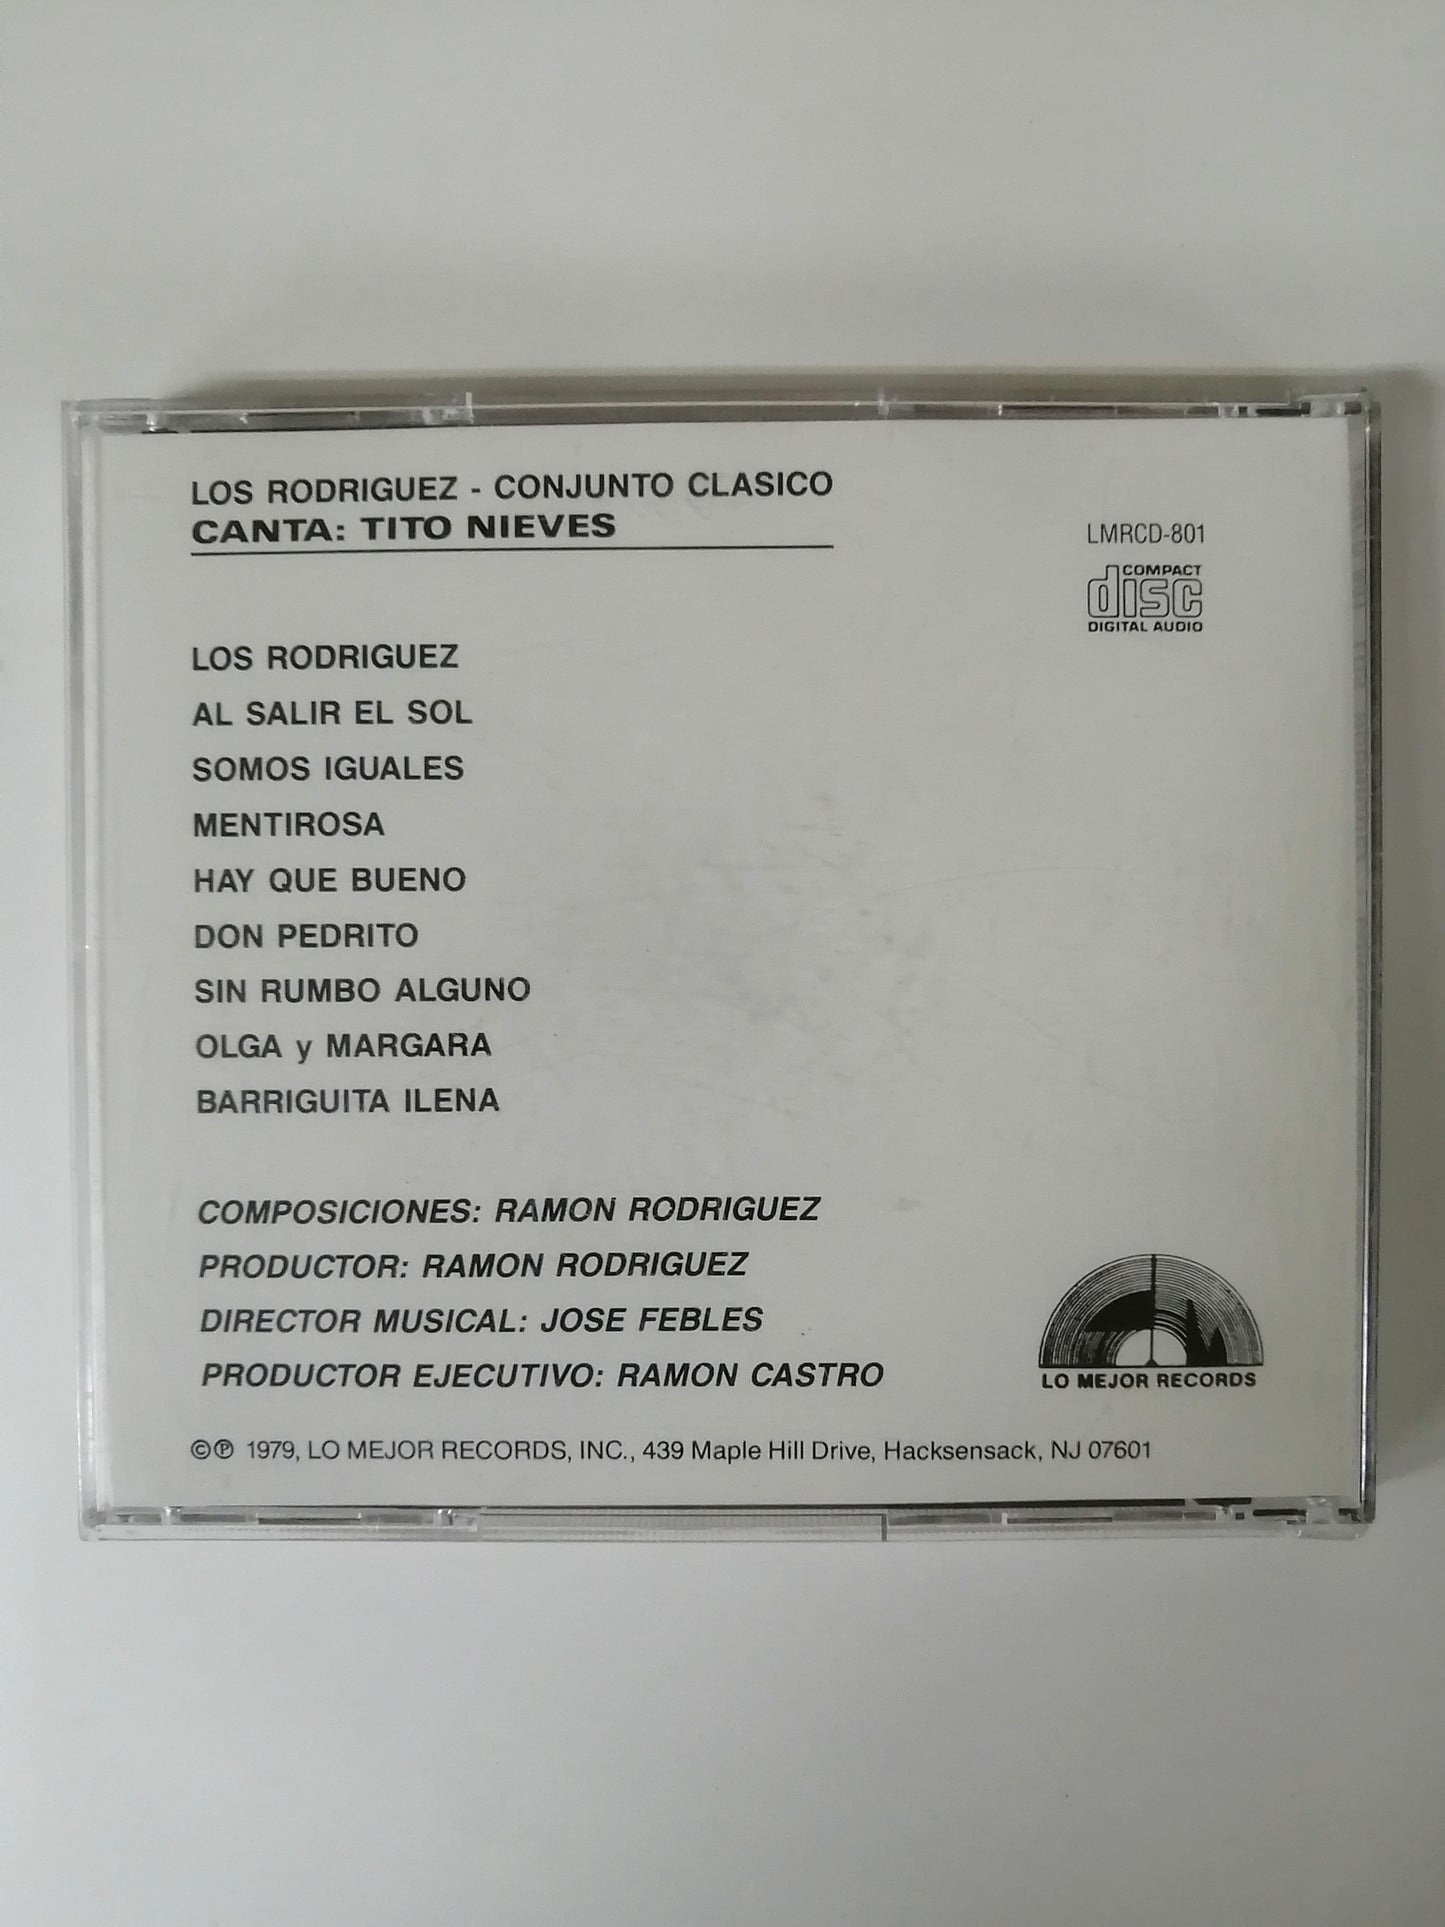 LOS RODRIGUEZ - CONJUNTO CLASICO
CANTA: TITO NIEVES
LMRCD-801
COMPACT
disc
DIGITAL AUDIO
LOS RODRIGUEZ
AL SALIR EL SOL
SOMOS IGUALES
MENTIROSA
HAY QUE BUENO
DON PEDRITO
SIN RUMBO ALGUNO
OLGA y MARGARA
BARRIGUITA ILENA
COMPOSICIONES: RAMON RODRIGUEZ
PRODUCTOR: RAMON RODRIGUEZ
DIRECTOR MUSICAL: JOSE FEBLES
PRODUCTOR EJECUTIVO: RAMON CASTRO
LO MEJOR RECORDS
©℗ 1979, LO MEJOR RECORDS, INC., 439 Maple Hill Drive, Hacksensack, NJ 07601